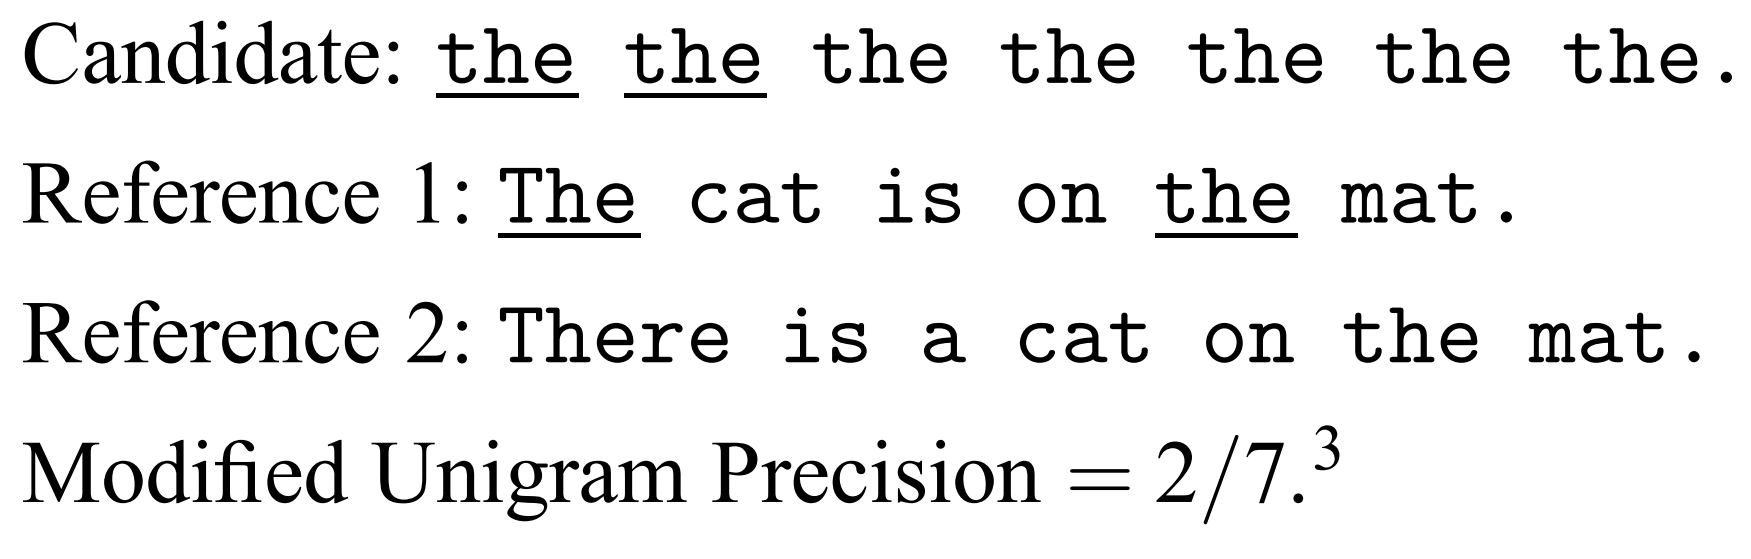 Candidate: the the the the the the the.
Reference 1: The cat is on the mat.
Reference 2: There is a cat on the mat.
Modified Unigram Precision = 2/7.³